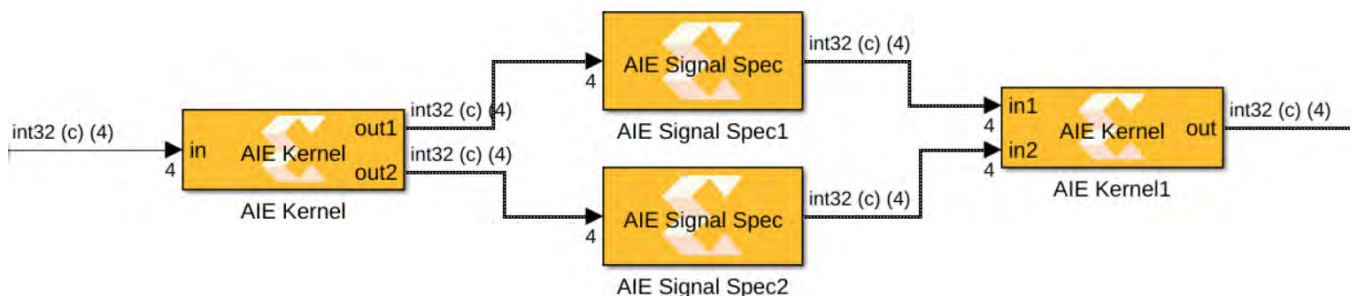 int32 (c) (4)
4
in
AIE Kernel
out1
out2
AIE Kernel
int32 (c) (4)
int32 (c) (4)
4
AIE Signal Spec
AIE Signal Spec1
int32 (c) (4)
4
AIE Signal Spec
AIE Signal Spec2
int32 (c) (4)
4
4
in1
in2
AIE Kernel
out
AIE Kernel1
int32 (c) (4)